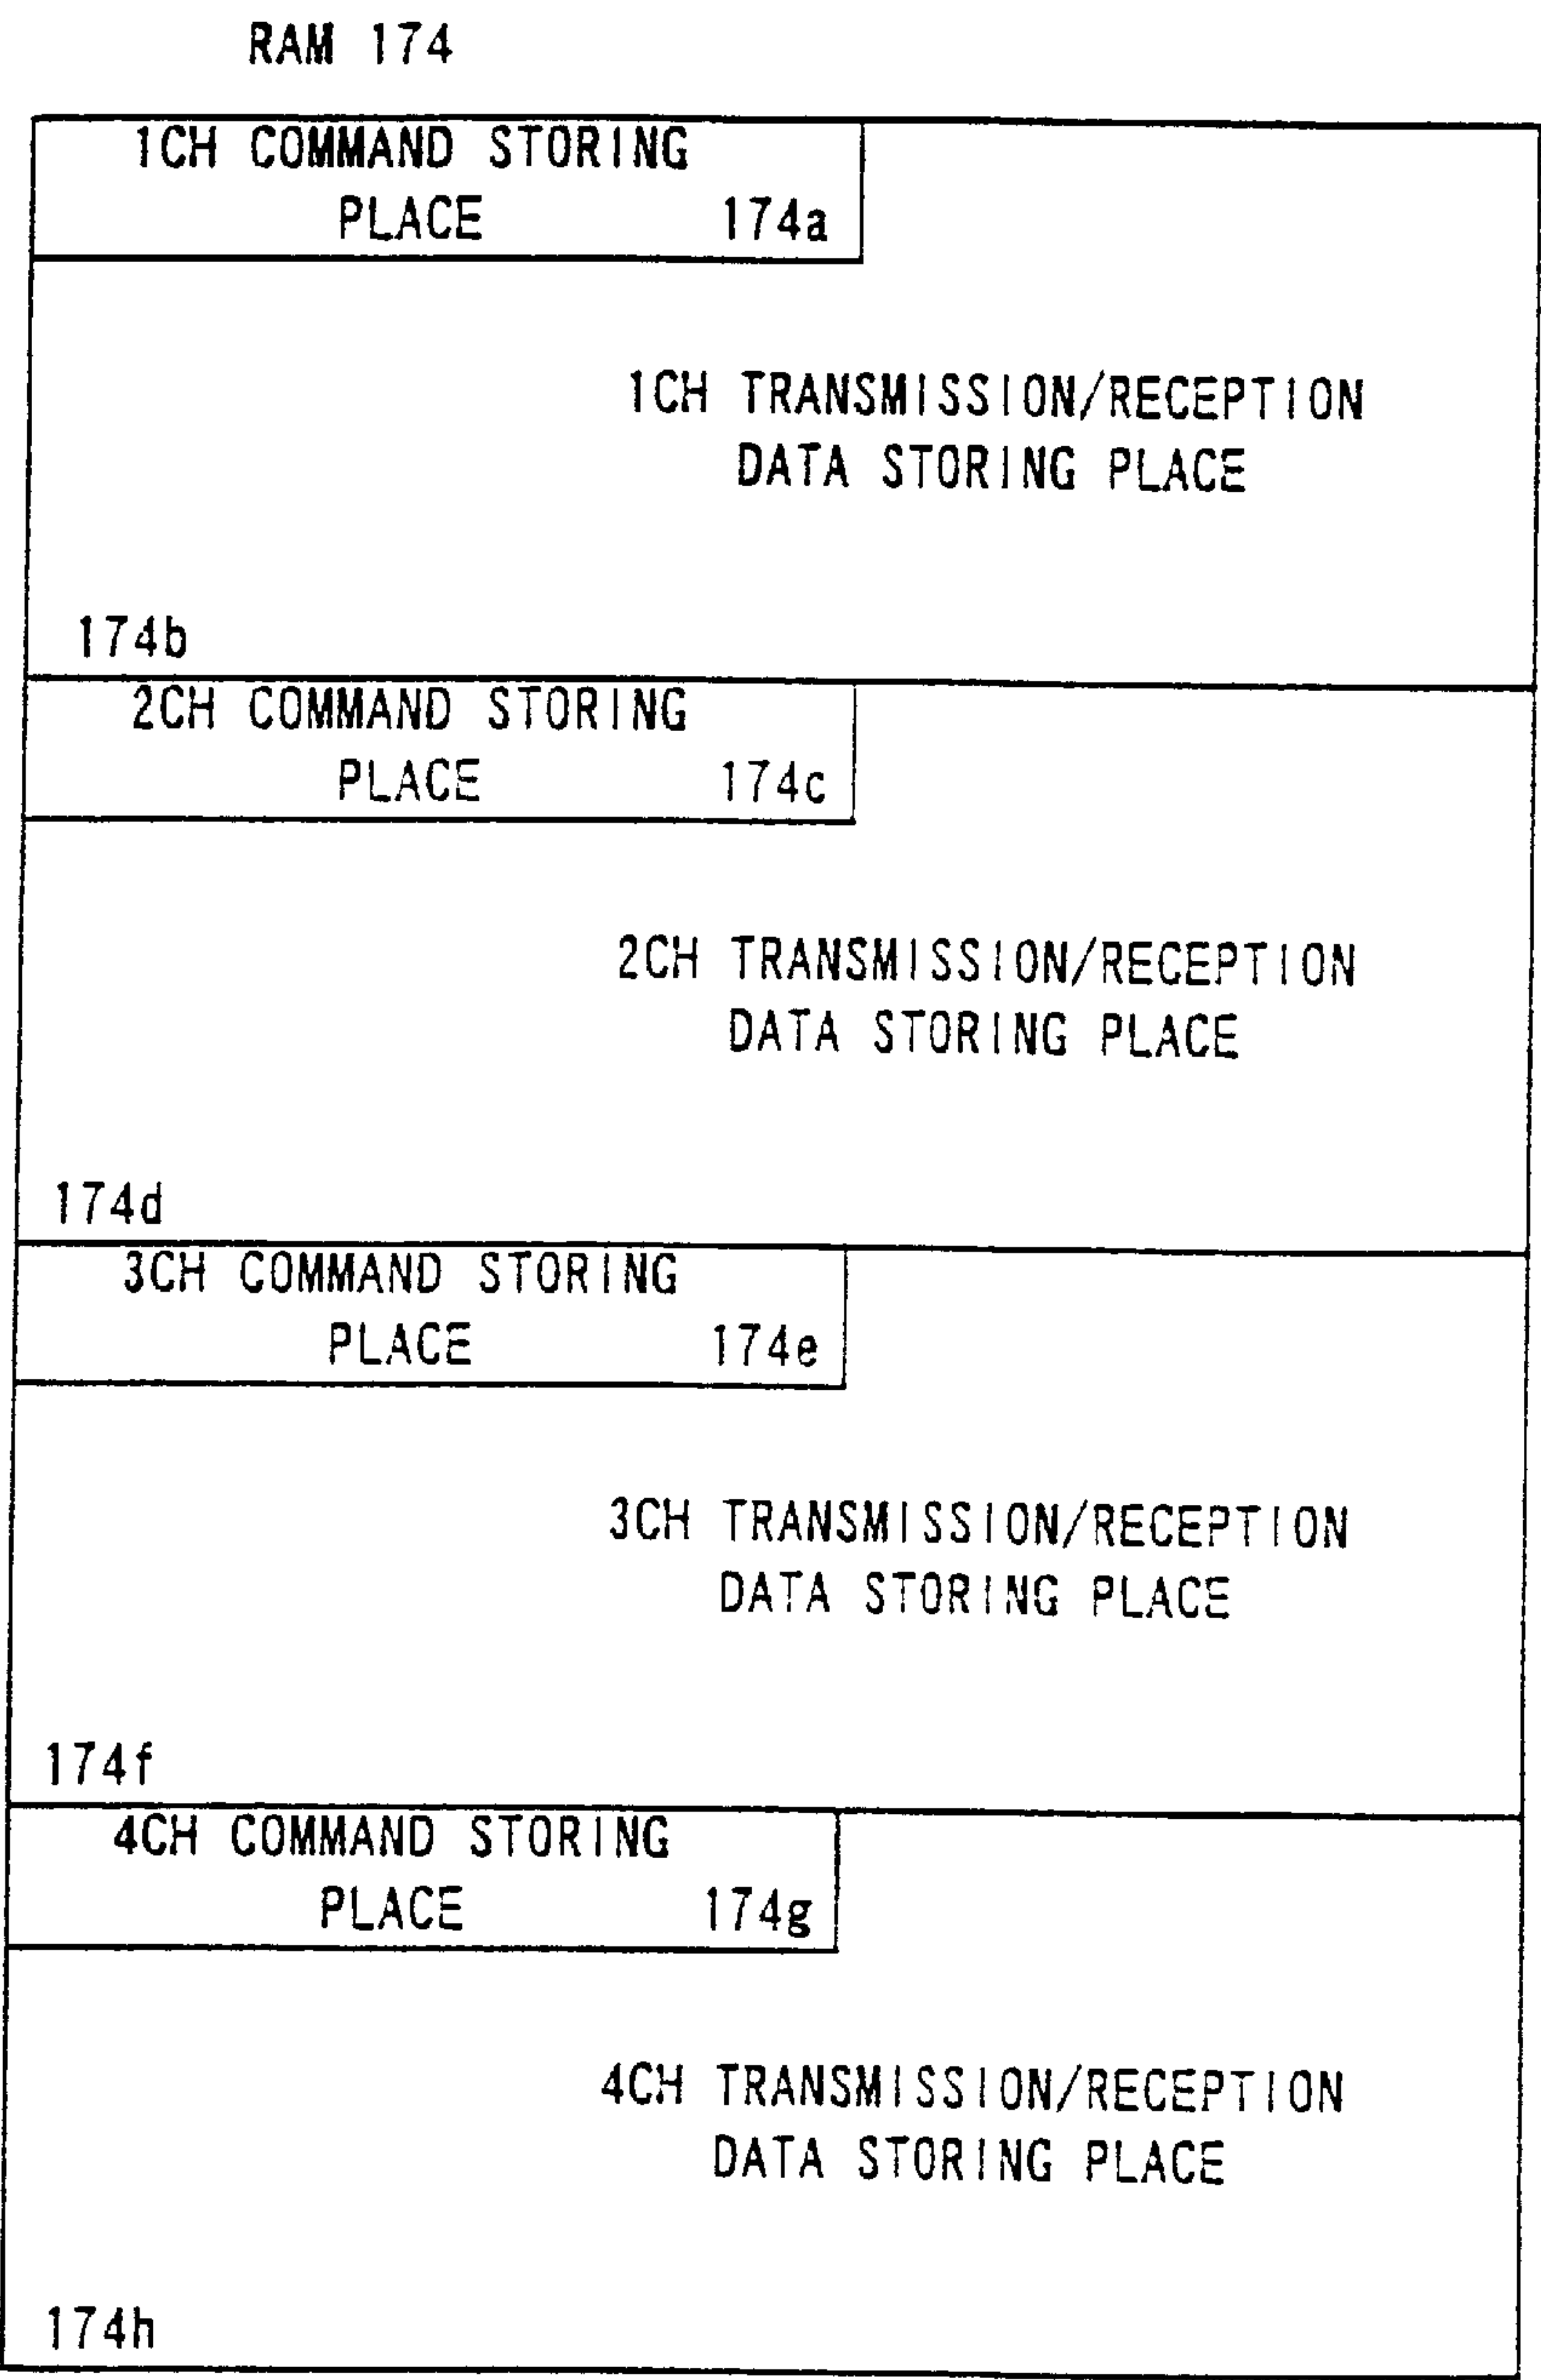 RAM 174
1CH COMMAND STORING
PLACE 174a
1CH TRANSMISSION/RECEPTION
DATA STORING PLACE
174b
2CH COMMAND STORING
PLACE 174c
2CH TRANSMISSION/RECEPTION
DATA STORING PLACE
174d
3CH COMMAND STORING
PLACE 174e
3CH TRANSMISSION/RECEPTION
DATA STORING PLACE
174f
4CH COMMAND STORING
PLACE 174g
4CH TRANSMISSION/RECEPTION
DATA STORING PLACE
174h